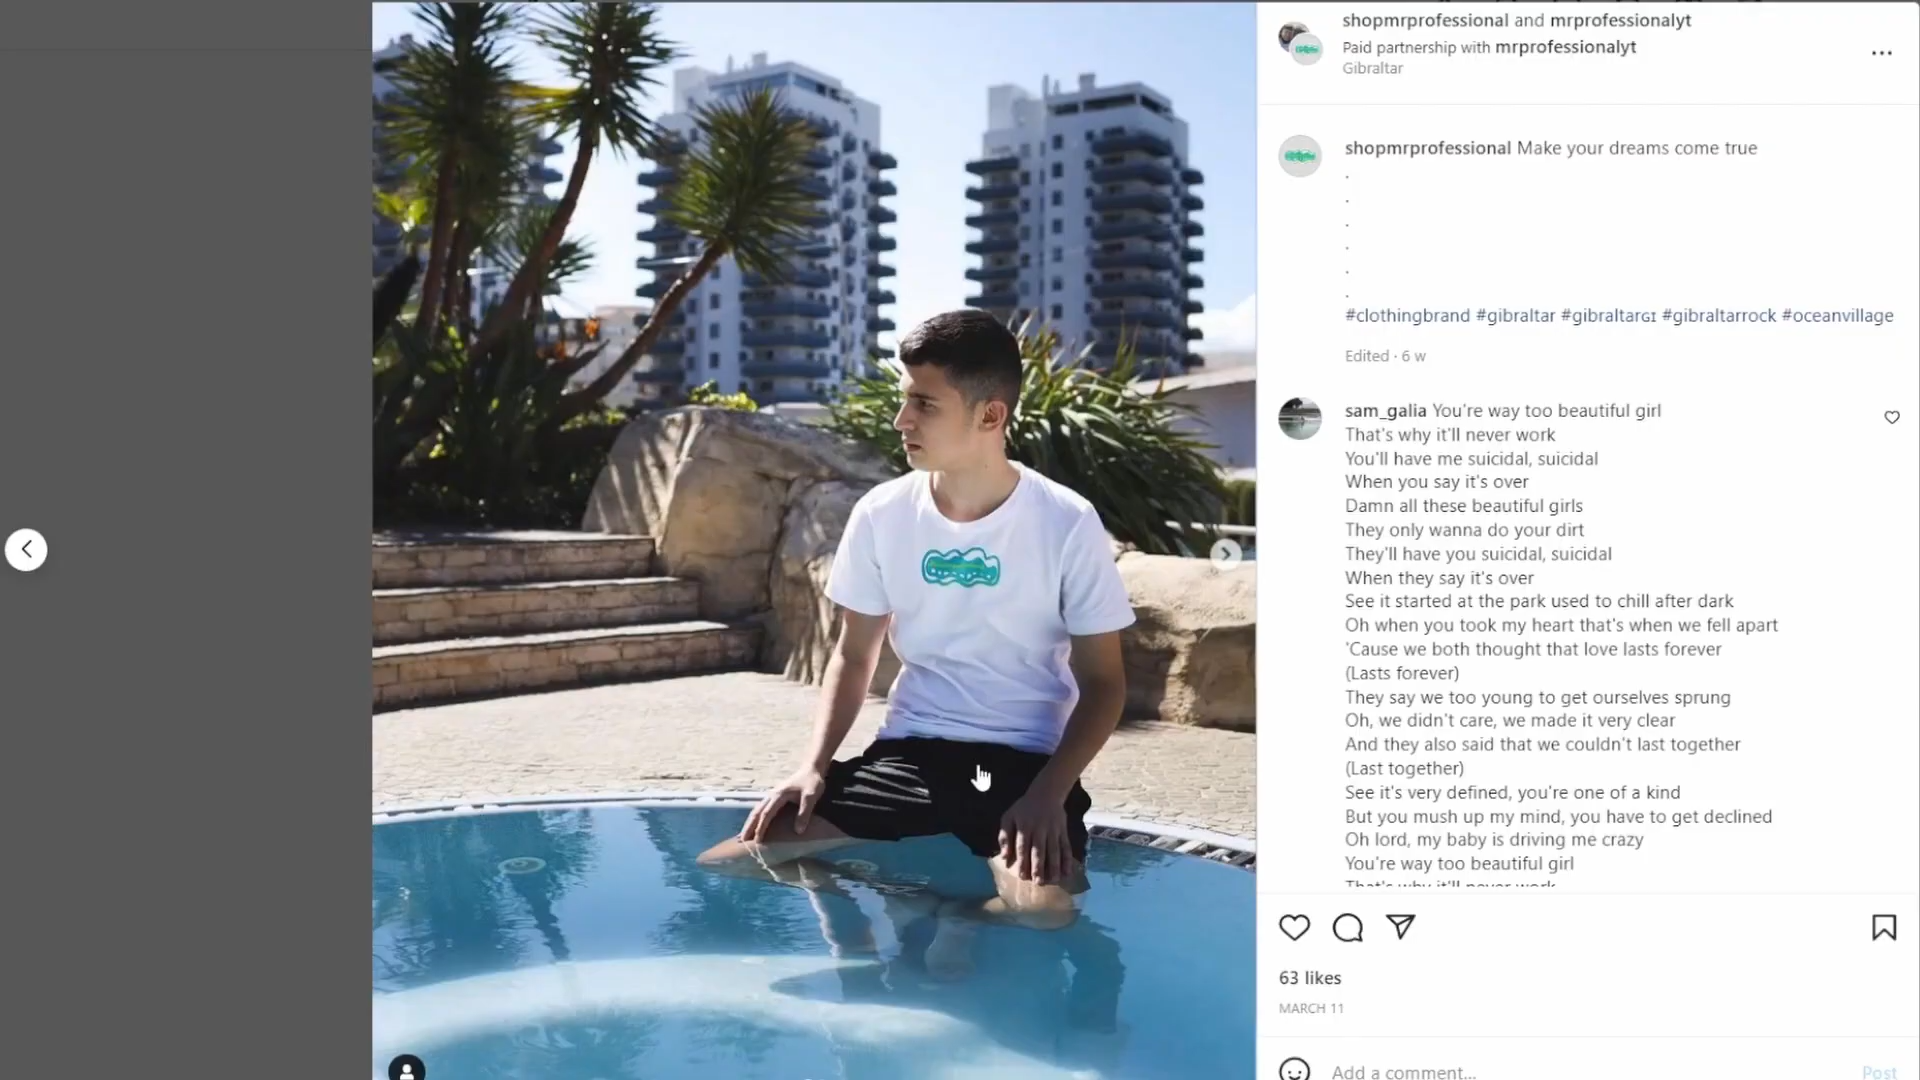 shopmrprofessional and mrprofessionalyt
Paid partnership with mrprofessionalyt
Gibraltar
shopmrprofessional Make your dreams come true
.
.
.
.
.
.
#clothingbrand #gibraltar #gibraltarɢɪ #gibraltarrock #oceanvillage
Edited · 6 w
sam_galia You're way too beautiful girl
That's why it'll never work
You'll have me suicidal, suicidal
When you say it's over
Damn all these beautiful girls
They only wanna do your dirt
They'll have you suicidal, suicidal
When they say it's over
See it started at the park used to chill after dark
Oh when you took my heart that's when we fell apart
'Cause we both thought that love lasts forever
(Lasts forever)
They say we too young to get ourselves sprung
Oh, we didn't care, we made it very clear
And they also said that we couldn't last together
(Last together)
See it's very defined, you're one of a kind
But you mush up my mind, you have to get declined
Oh lord, my baby is driving me crazy
You're way too beautiful girl
That's why it'll never work
63 likes
MARCH 11
Add a comment...
Post